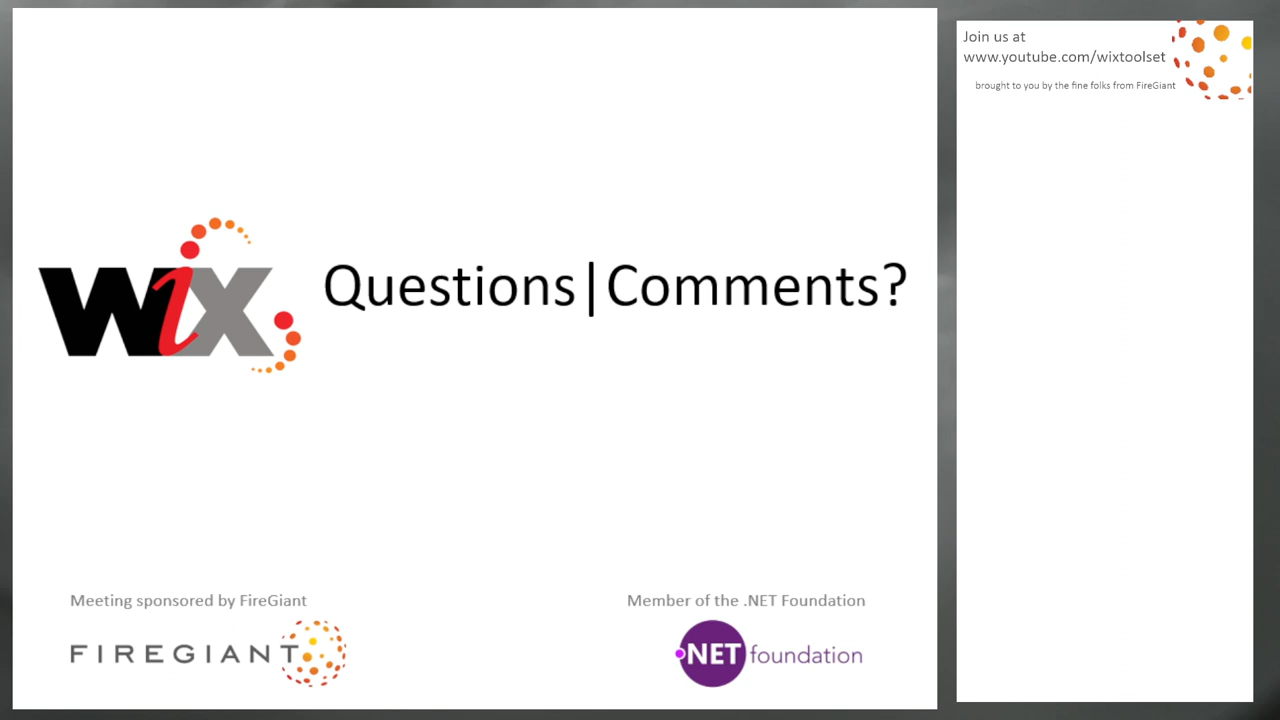 WiX
Questions|Comments?
Meeting sponsored by FireGiant
FIREGIANT
Member of the .NET Foundation
.NET foundation
Join us at
www.youtube.com/wixtoolset
brought to you by the fine folks from FireGiant